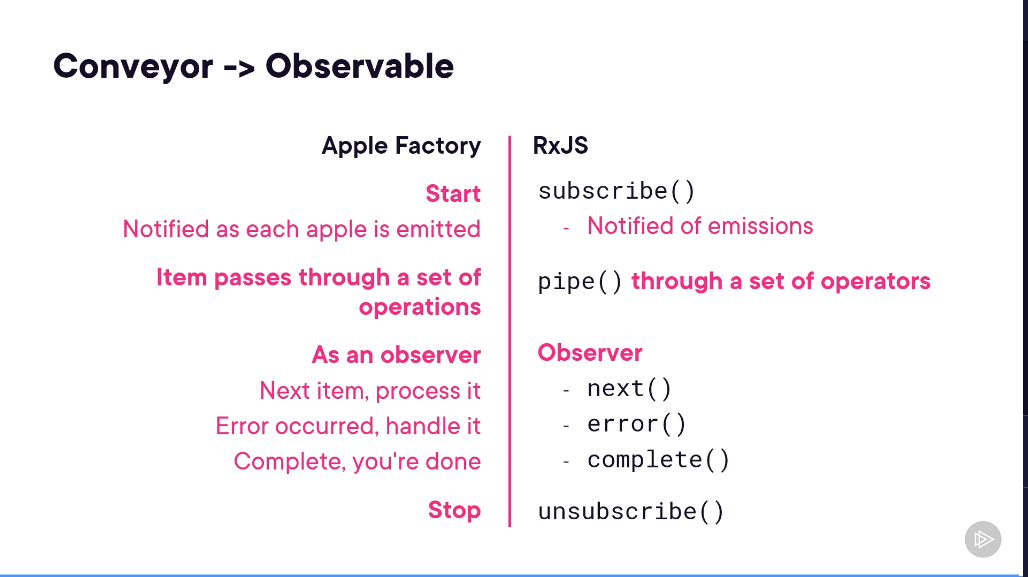 Conveyor -> Observable
Apple Factory
Start
Notified as each apple is emitted
Item passes through a set of
operations
As an observer
Next item, process it
Error occurred, handle it
Complete, you're done
Stop
RxJS
subscribe()
- Notified of emissions
pipe() through a set of operators
Observer
- next()
- error()
- complete()
unsubscribe()